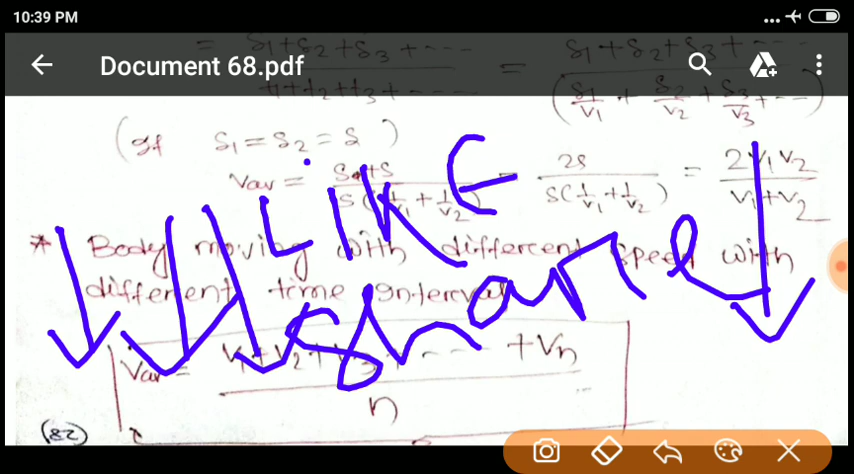 10:39 PM
= S₁+S₂+S₃+--- = S₁+S₂+S₃+---
t₁+t₂+t₃+--- (S₁/V₁ + S₂/V₂ + S₃/V₃ + ---)
(If S₁=S₂=S)
Vav = S+S / S(1/V₁ + 1/V₂) = 2S / S(1/V₁ + 1/V₂) = 2V₁V₂ / V₁+V₂
* Body moving with differcent speed with
different time Interval
Vav = V₁+V₂+V₃+--- +Vn
n
(82)
Document 68.pdf
LIKE
share